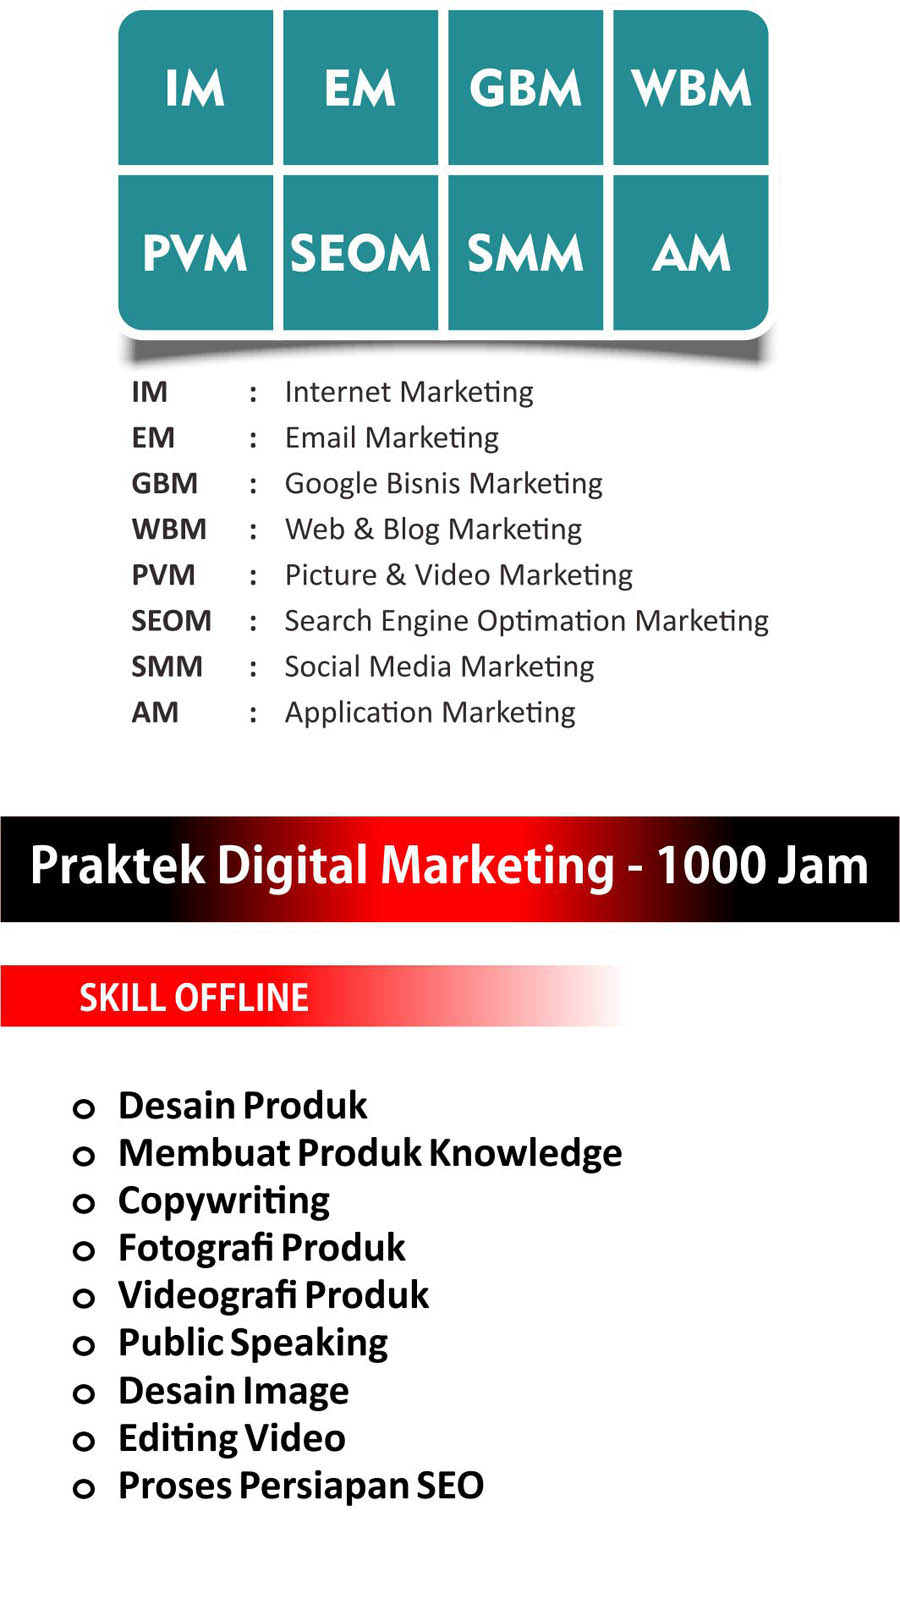 IM EM GBM WBM
PVM SEOM SMM AM
IM : Internet Marketing
EM : Email Marketing
GBM : Google Bisnis Marketing
WBM : Web & Blog Marketing
PVM : Picture & Video Marketing
SEOM : Search Engine Optimation Marketing
SMM : Social Media Marketing
AM : Application Marketing
Praktek Digital Marketing - 1000 Jam
SKILL OFFLINE
o Desain Produk
o Membuat Produk Knowledge
o Copywriting
o Fotografi Produk
o Videografi Produk
o Public Speaking
o Desain Image
o Editing Video
o Proses Persiapan SEO